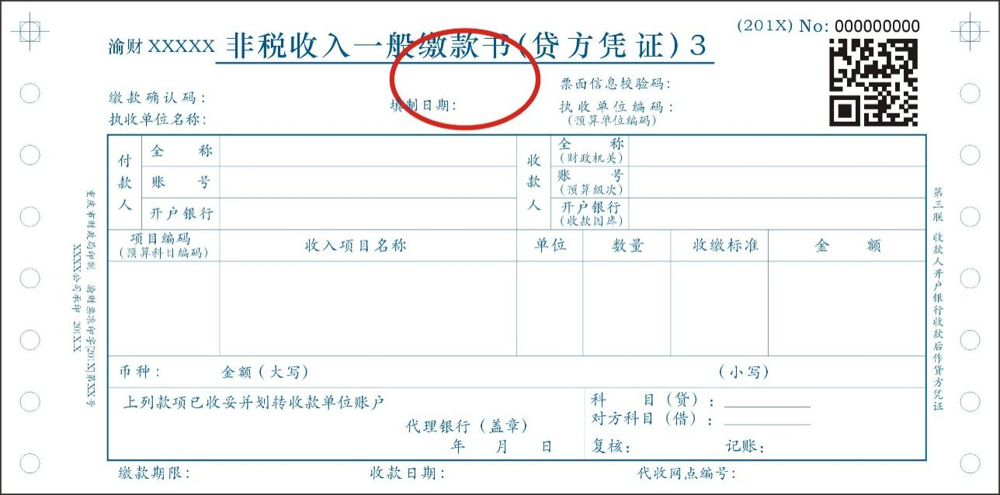 (201X) No: 000000000
渝财 XXXXX 非税收入一般缴款书(贷方凭证)3
票面信息校验码:
缴款确认码:
填制日期:
执收单位编码:
执收单位名称:
(预算单位编码)
付款人
全 称
账 号
开户银行
收款人
全 称
(财政机关)
账 号
(预算级次)
开户银行
(收款国库)
项目编码
(预算科目编码)
收入项目名称
单位
数量
收缴标准
金 额
币种:
金额(大写)
(小写)
上列款项已收妥并划转收款单位账户
代理银行(盖章)
年 月 日
科 目(贷):
对方科目(借):
复核:
记账:
缴款期限:
收款日期:
代收网点编号:
重庆市财政局印制 渝财票准印字[201X]第XX号
XXXX公司承印 201X.X
第三联 收款人开户银行收款后作贷方凭证